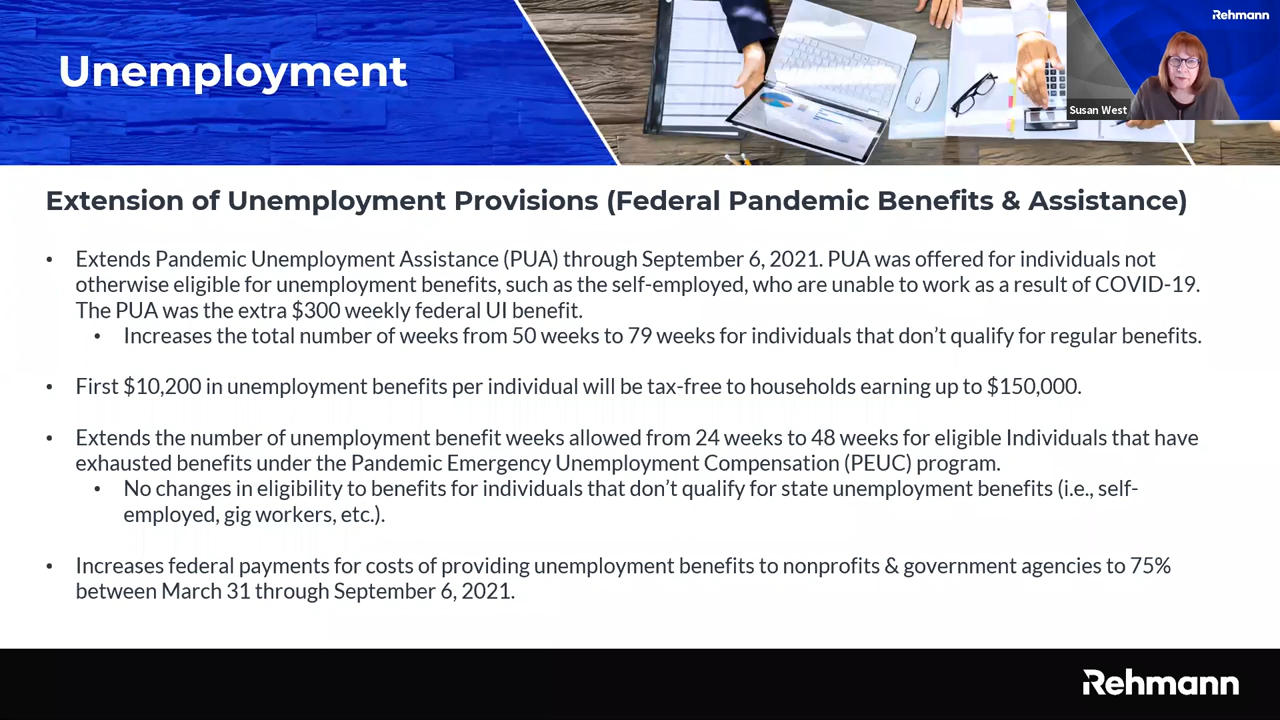 Unemployment
Rehmann
Susan West
Extension of Unemployment Provisions (Federal Pandemic Benefits & Assistance)
• Extends Pandemic Unemployment Assistance (PUA) through September 6, 2021. PUA was offered for individuals not
otherwise eligible for unemployment benefits, such as the self-employed, who are unable to work as a result of COVID-19.
The PUA was the extra $300 weekly federal UI benefit.
• Increases the total number of weeks from 50 weeks to 79 weeks for individuals that don’t qualify for regular benefits.
• First $10,200 in unemployment benefits per individual will be tax-free to households earning up to $150,000.
• Extends the number of unemployment benefit weeks allowed from 24 weeks to 48 weeks for eligible Individuals that have
exhausted benefits under the Pandemic Emergency Unemployment Compensation (PEUC) program.
• No changes in eligibility to benefits for individuals that don’t qualify for state unemployment benefits (i.e., self-
employed, gig workers, etc.).
• Increases federal payments for costs of providing unemployment benefits to nonprofits & government agencies to 75%
between March 31 through September 6, 2021.
Rehmann